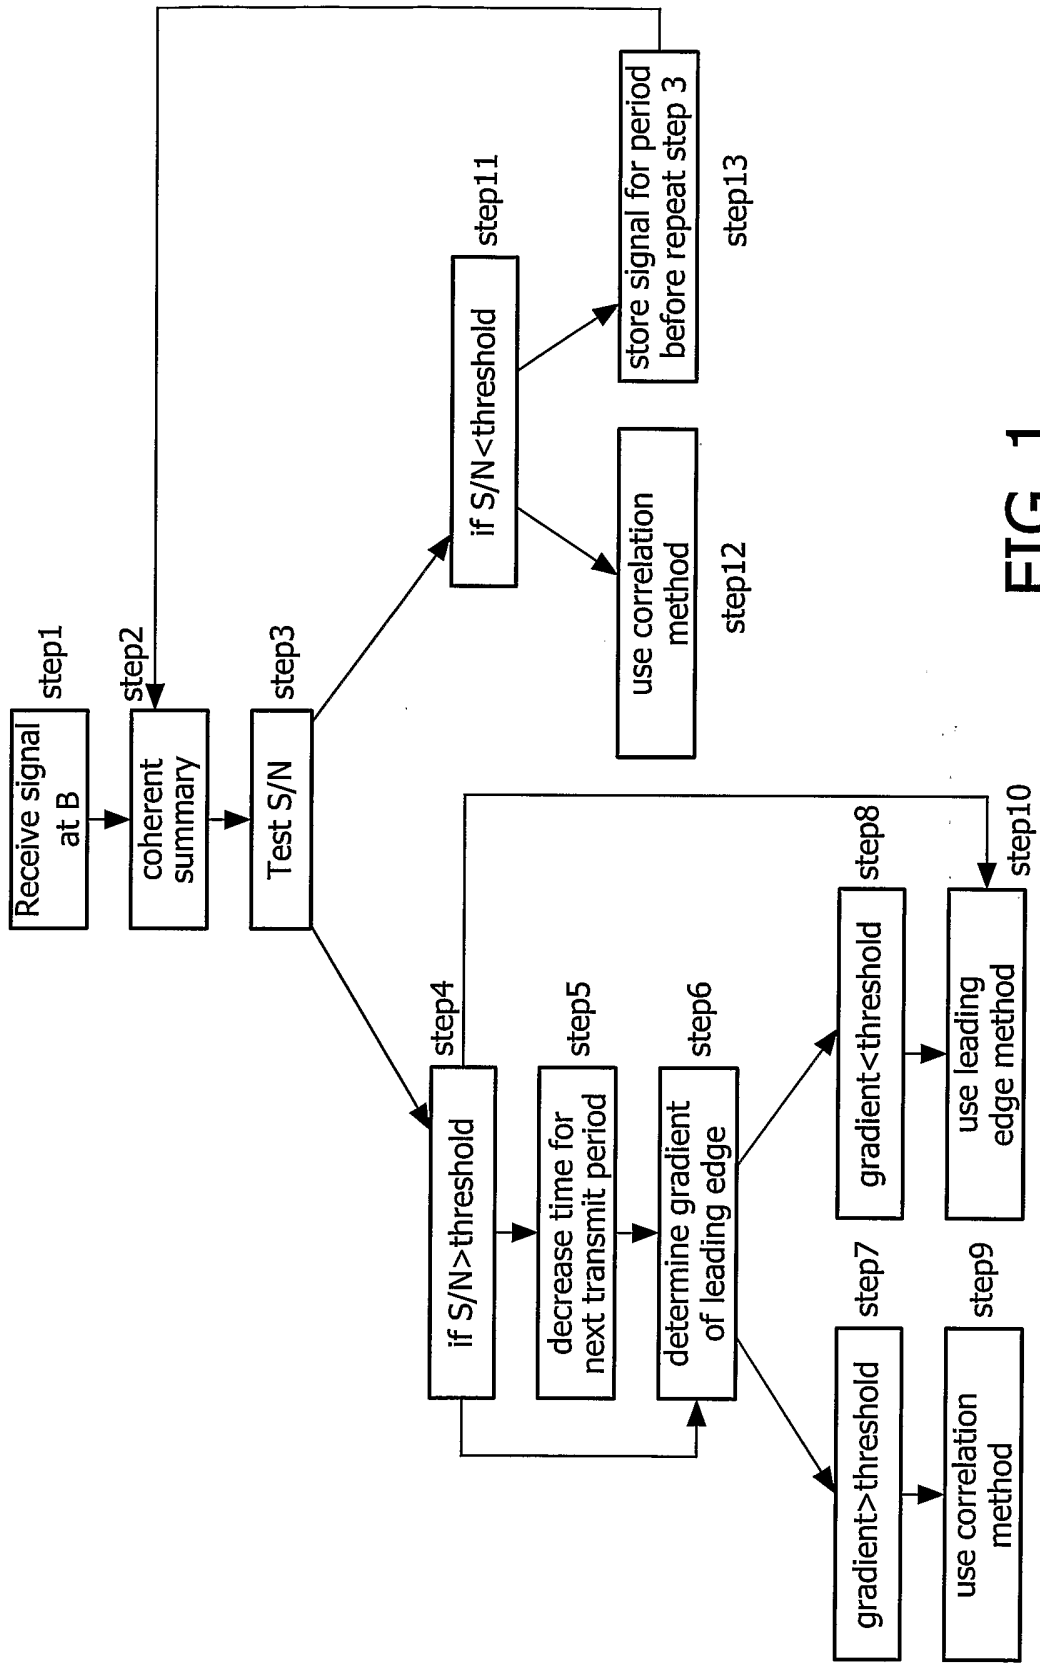 Receive signal
at B
step1
coherent
summary
step2
Test S/N
step3
if S/N>threshold
step4
decrease time for
next transmit period
step5
determine gradient
of leading edge
step6
gradient>threshold
step7
gradient<threshold
step8
use correlation
method
step9
use leading
edge method
step10
if S/N<threshold
step11
use correlation
method
step12
store signal for period
before repeat step 3
step13
FIG. 1